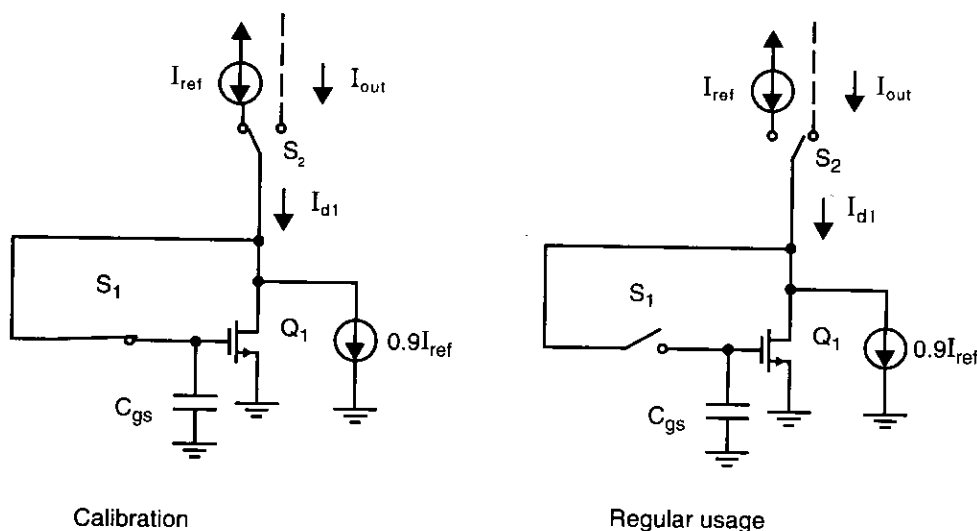 I_ref
I_out
S_2
I_d1
S_1
Q_1
0.9I_ref
C_gs
Calibration
I_ref
I_out
S_2
I_d1
S_1
Q_1
0.9I_ref
C_gs
Regular usage